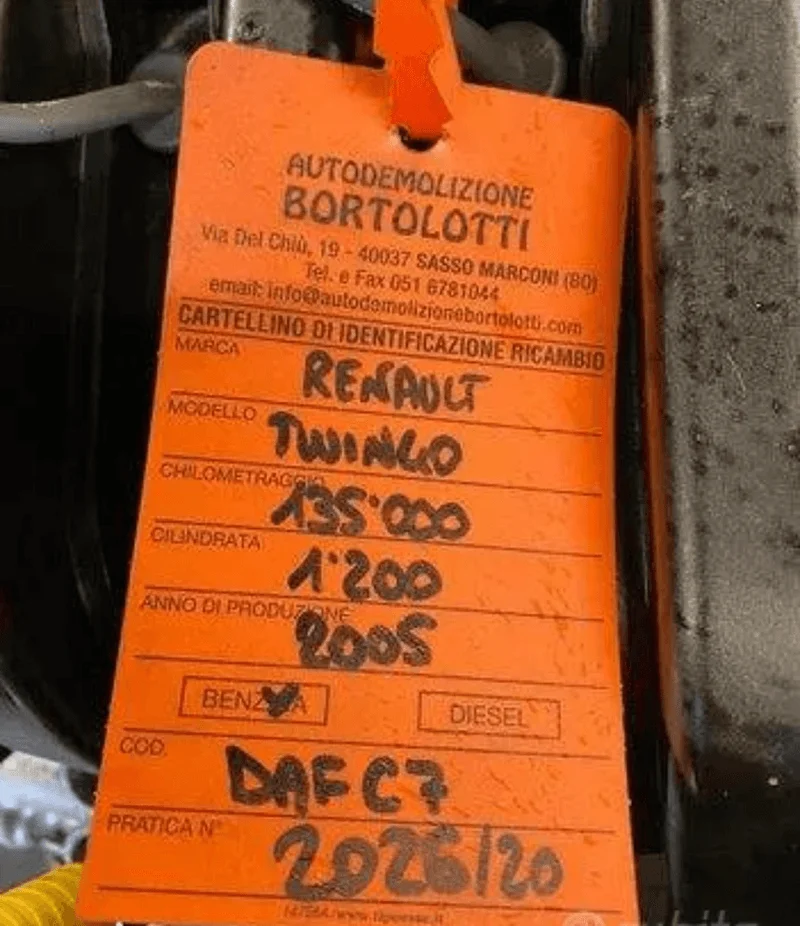 AUTODEMOLIZIONE
BORTOLOTTI
Via Del Chiù, 19 - 40037 SASSO MARCONI (BO)
Tel. e Fax 051 6781044
email: info@autodemolizionebortolotti.com
CARTELLINO DI IDENTIFICAZIONE RICAMBIO
MARCA RENAULT
MODELLO TWINGO
CHILOMETRAGGIO 135'000
CILINDRATA 1'200
ANNO DI PRODUZIONE 2005
BENZINA DIESEL
COD. DAFC7
PRATICA N° 2026/20